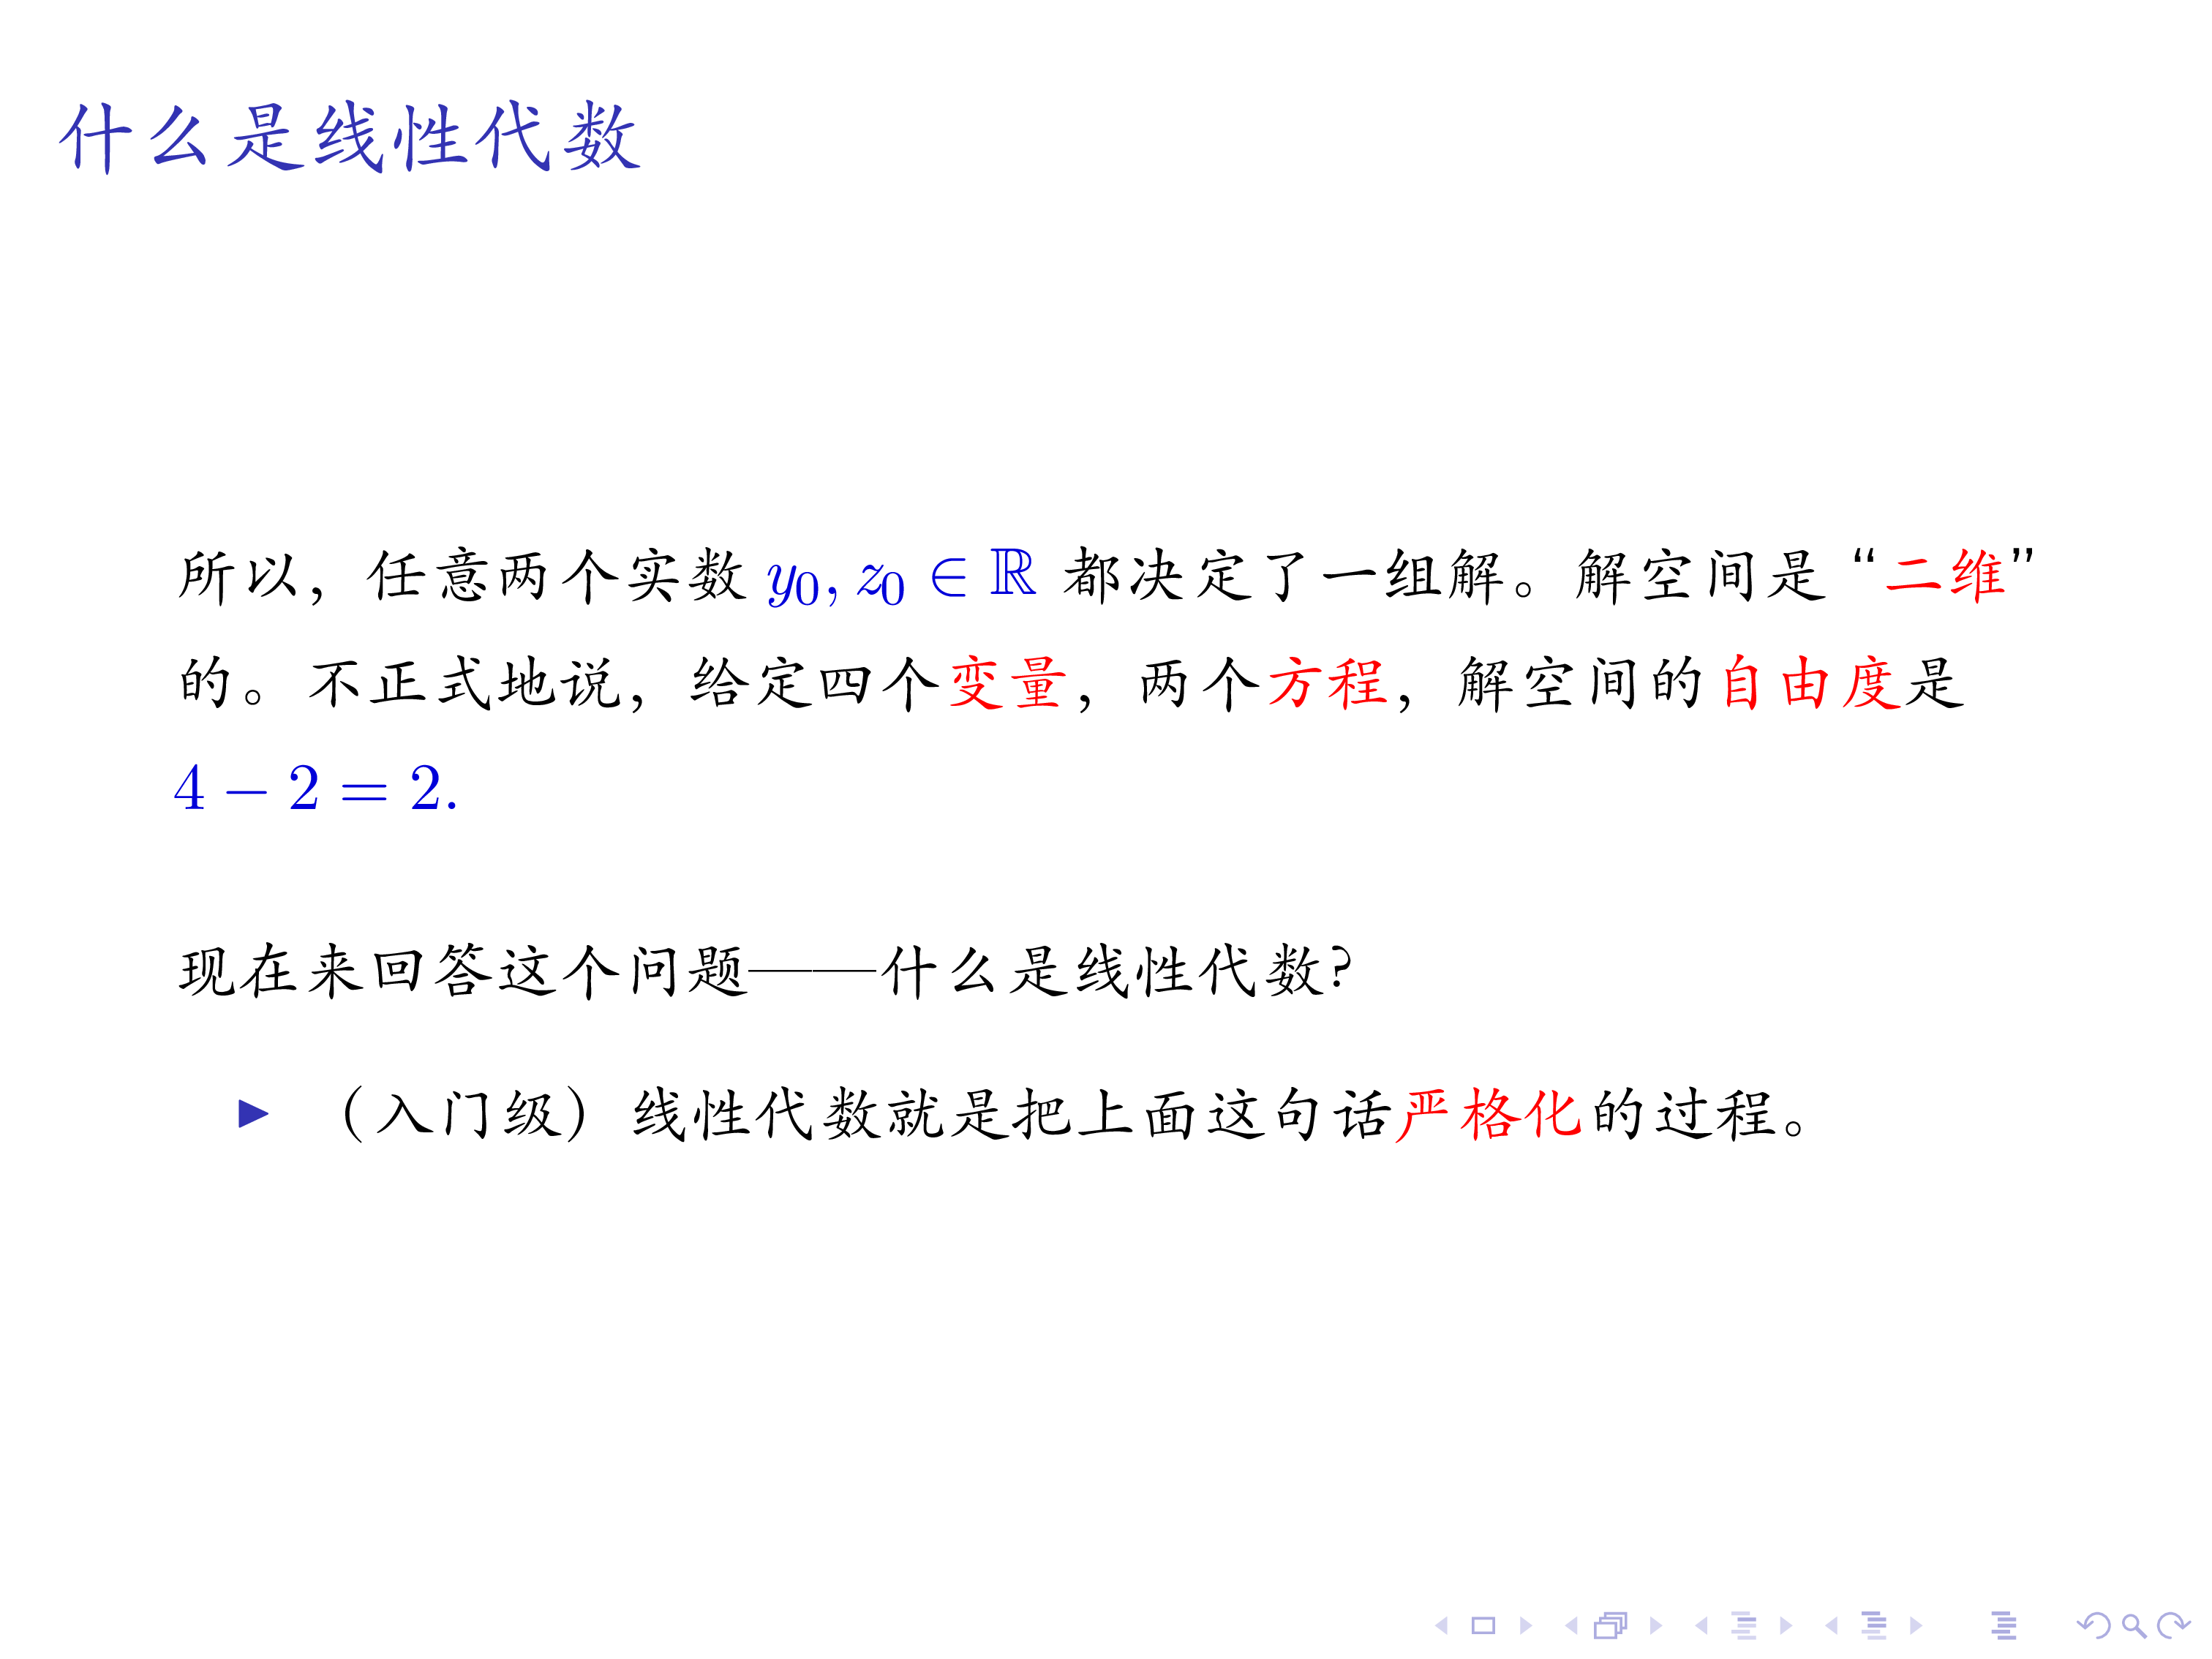 什么是线性代数
所以，任意两个实数 y₀, z₀ ∈ ℝ 都决定了一组解。解空间是 “二维”
的。不正式地说，给定四个变量，两个方程，解空间的自由度是
4 − 2 = 2.
现在来回答这个问题——什么是线性代数?
▶ （入门级）线性代数就是把上面这句话严格化的过程。